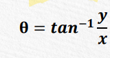 θ = tan⁻¹ y/x